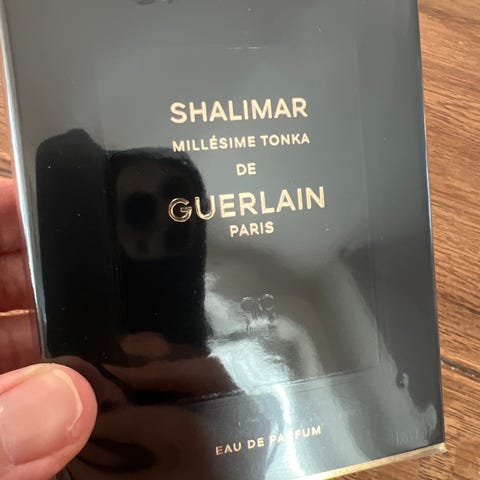 SHALIMAR
MILLÉSIME TONKA
DE
GUERLAIN
PARIS
EAU DE PARFUM